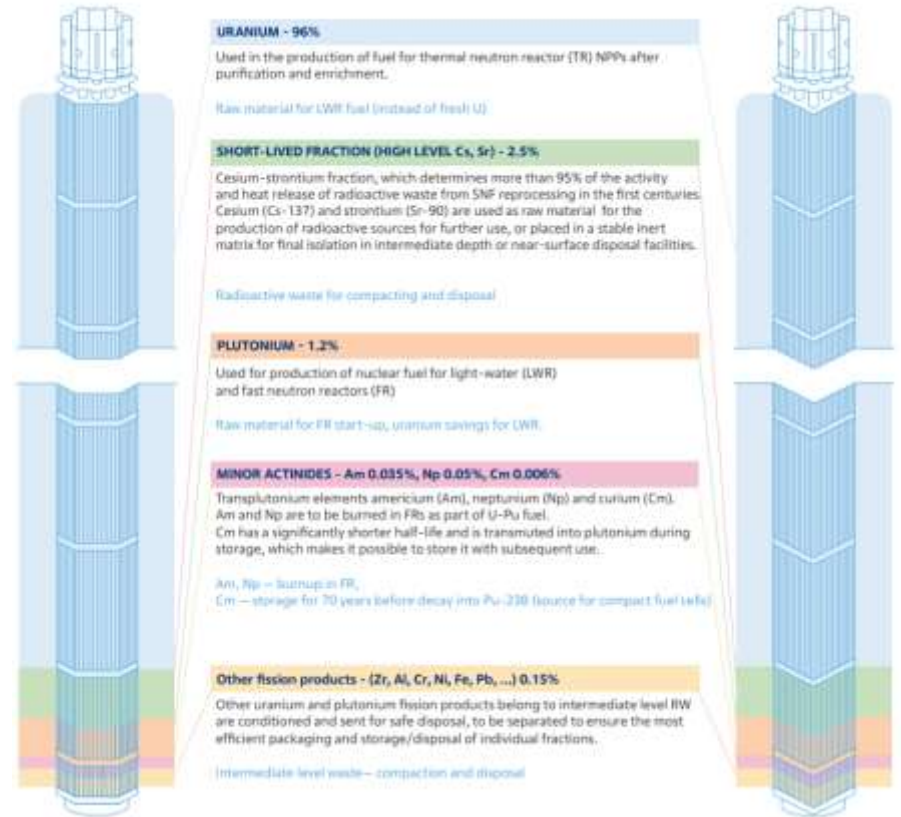 URANIUM - 96%
Used in the production of fuel for thermal neutron reactor (TR) NPPs after
purification and enrichment.
Raw material for LWR fuel (instead of fresh U)
SHORT-LIVED FRACTION (HIGH LEVEL Cs, Sr) - 2.5%
Cesium-strontium fraction, which determines more than 95% of the activity
and heat release of radioactive waste from SNF reprocessing in the first centuries.
Cesium (Cs-137) and strontium (Sr-90) are used as raw material for the
production of radioactive sources for further use, or placed in a stable inert
matrix for final isolation in intermediate depth or near-surface disposal facilities.
Radioactive waste for compacting and disposal
PLUTONIUM - 1.2%
Used for production of nuclear fuel for light-water (LWR)
and fast neutron reactors (FR)
Raw material for FR start-up, uranium savings for LWR.
MINOR ACTINIDES - Am 0.035%, Np 0.05%, Cm 0.006%
Transplutonium elements americium (Am), neptunium (Np) and curium (Cm).
Am and Np are to be burned in FRs as part of U-Pu fuel.
Cm has a significantly shorter half-life and is transmuted into plutonium during
storage, which makes it possible to store it with subsequent use.
Am, Np — burnup in FR,
Cm — storage for 70 years before decay into Pu-238 (source for compact fuel cells)
Other fission products - (Zr, Al, Cr, Ni, Fe, Pb, ...) 0.15%
Other uranium and plutonium fission products belong to intermediate level RW
are conditioned and sent for safe disposal, to be separated to ensure the most
efficient packaging and storage/disposal of individual fractions.
Intermediate level waste— compaction and disposal